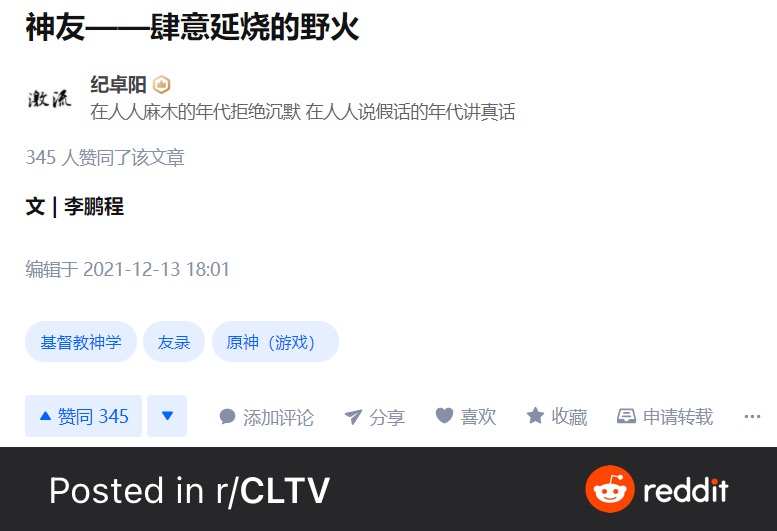 神友——肆意延烧的野火
激流
纪卓阳
在人人麻木的年代拒绝沉默 在人人说假话的年代讲真话
345 人赞同了该文章
文 | 李鹏程
编辑于 2021-12-13 18:01
基督教神学 友录 原神（游戏）
赞同 345 添加评论 分享 喜欢 收藏 申请转载 ···
Posted in r/CLTV reddit